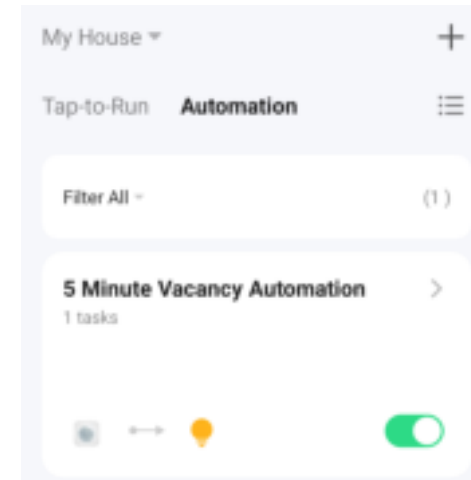 My House
Tap-to-Run Automation
Filter All (1)
5 Minute Vacancy Automation
1 tasks